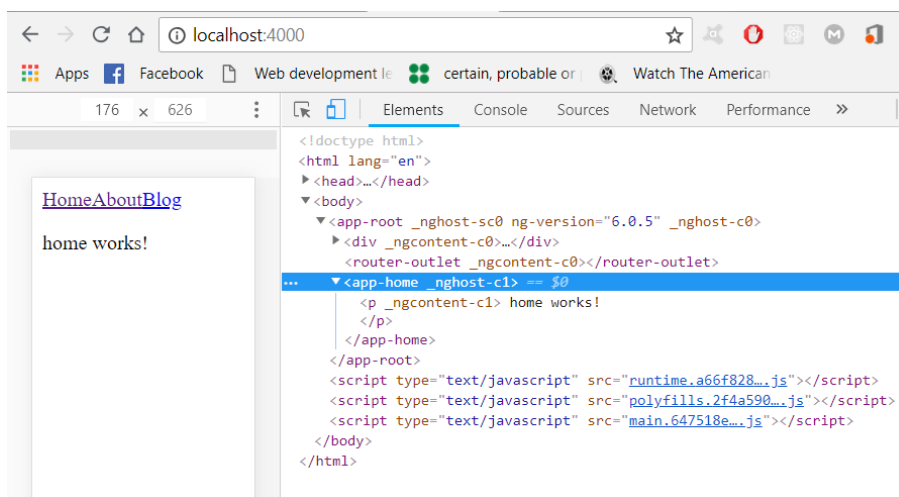 localhost:4000
Apps Facebook Web development le certain, probable or Watch The American
176 x 626 Elements Console Sources Network Performance »
<!doctype html>
<html lang="en">
▶<head>…</head>
▼<body>
▼<app-root _nghost-sc0 ng-version="6.0.5" _nghost-c0>
HomeAboutBlog
▶<div _ngcontent-c0>…</div>
home works!
<router-outlet _ngcontent-c0></router-outlet>
… ▼<app-home _nghost-c1> == $0
<p _ngcontent-c1> home works!
</p>
</app-home>
</app-root>
<script type="text/javascript" src="runtime.a66f828….js"></script>
<script type="text/javascript" src="polyfills.2f4a590….js"></script>
<script type="text/javascript" src="main.647518e….js"></script>
</body>
</html>